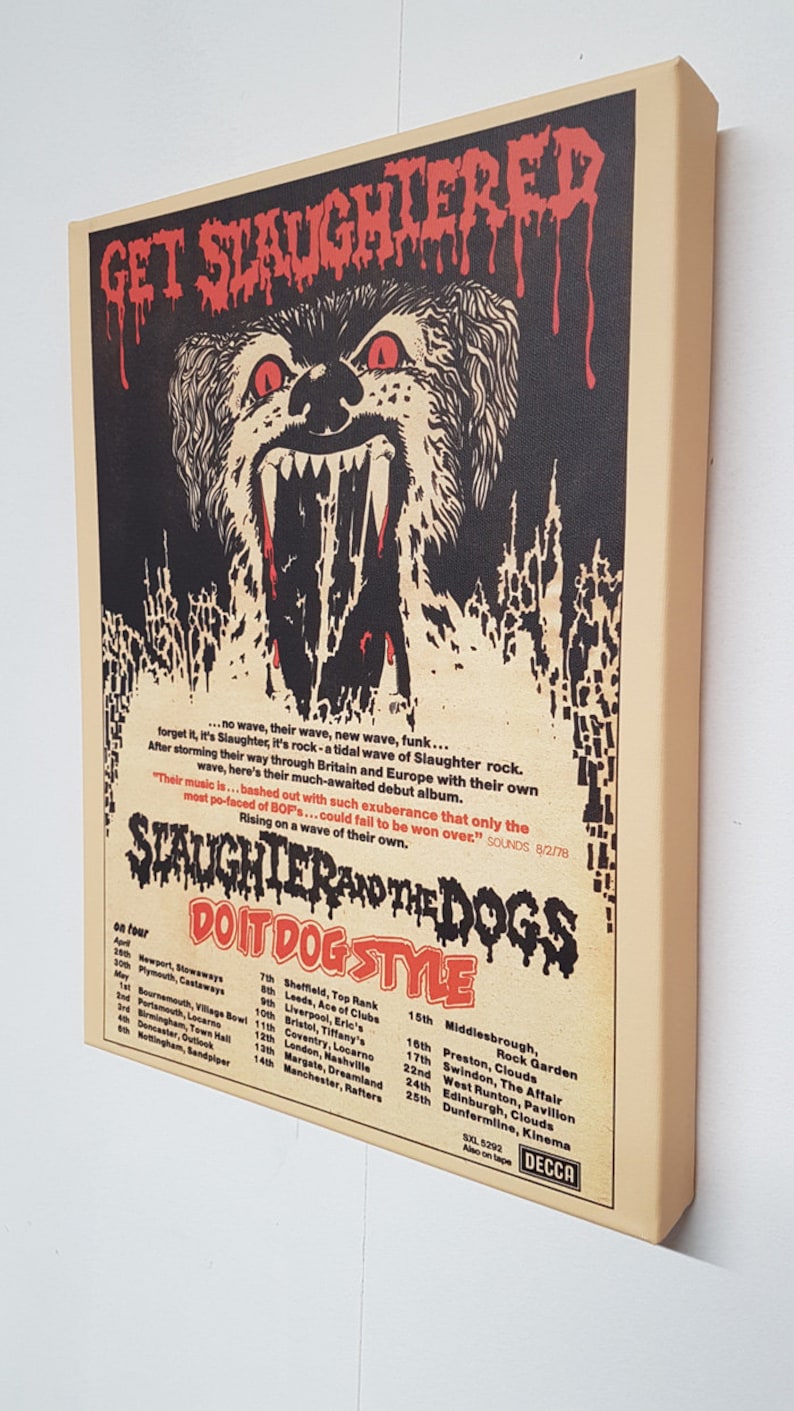 GET SLAUGHTERED
...no wave, their wave, new wave, funk...
forget it, it's Slaughter, it's rock - a tidal wave of Slaughter rock.
After storming their way through Britain and Europe with their own
wave, here's their much-awaited debut album.
"Their music is...bashed out with such exuberance that only the
most po-faced of BOF's...could fail to be won over." SOUNDS 8/2/78
Rising on a wave of their own.
SLAUGHTER AND THE DOGS
DO IT DOG STYLE
on tour
April
Newport, Stowaways
30th Plymouth, Castaways
May
1st Bournemouth, Village Bowl
2nd Portsmouth, Locarno
3rd Birmingham, Town Hall
4th Doncaster, Outlook
6th Nottingham, Sandpiper
7th Sheffield, Top Rank
8th Leeds, Ace of Clubs
9th Liverpool, Eric's
10th Bristol, Tiffany's
11th Coventry, Locarno
12th London, Nashville
13th Margate, Dreamland
14th Manchester, Rafters
15th Middlesbrough,
Rock Garden
16th Preston, Clouds
17th Swindon, The Affair
22nd West Runton, Pavilion
24th Edinburgh, Clouds
25th Dunfermline, Kinema
SXL 5292
Also on tape
DECCA